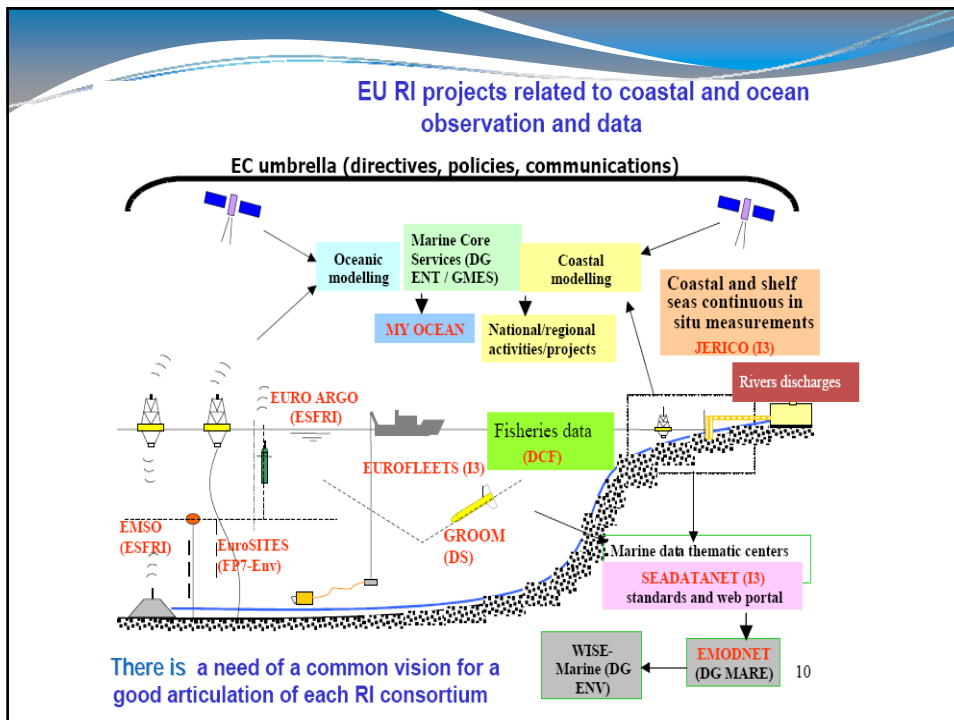 EU RI projects related to coastal and ocean
observation and data
EC umbrella (directives, policies, communications)
Oceanic
modelling
Marine Core
Services (DG
ENT / GMES)
Coastal
modelling
MY OCEAN
National/regional
activities/projects
Coastal and shelf
seas continuous in
situ measurements
JERICO (I3)
Rivers discharges
EURO ARGO
(ESFRI)
Fisheries data
(DCF)
EUROFLEETS (I3)
GROOM
(DS)
EMSO
(ESFRI)
EuroSITES
(FP7-Env)
Marine data thematic centers
SEADATANET (I3)
standards and web portal
WISE-
Marine (DG
ENV)
EMODNET
(DG MARE)
10
There is a need of a common vision for a
good articulation of each RI consortium